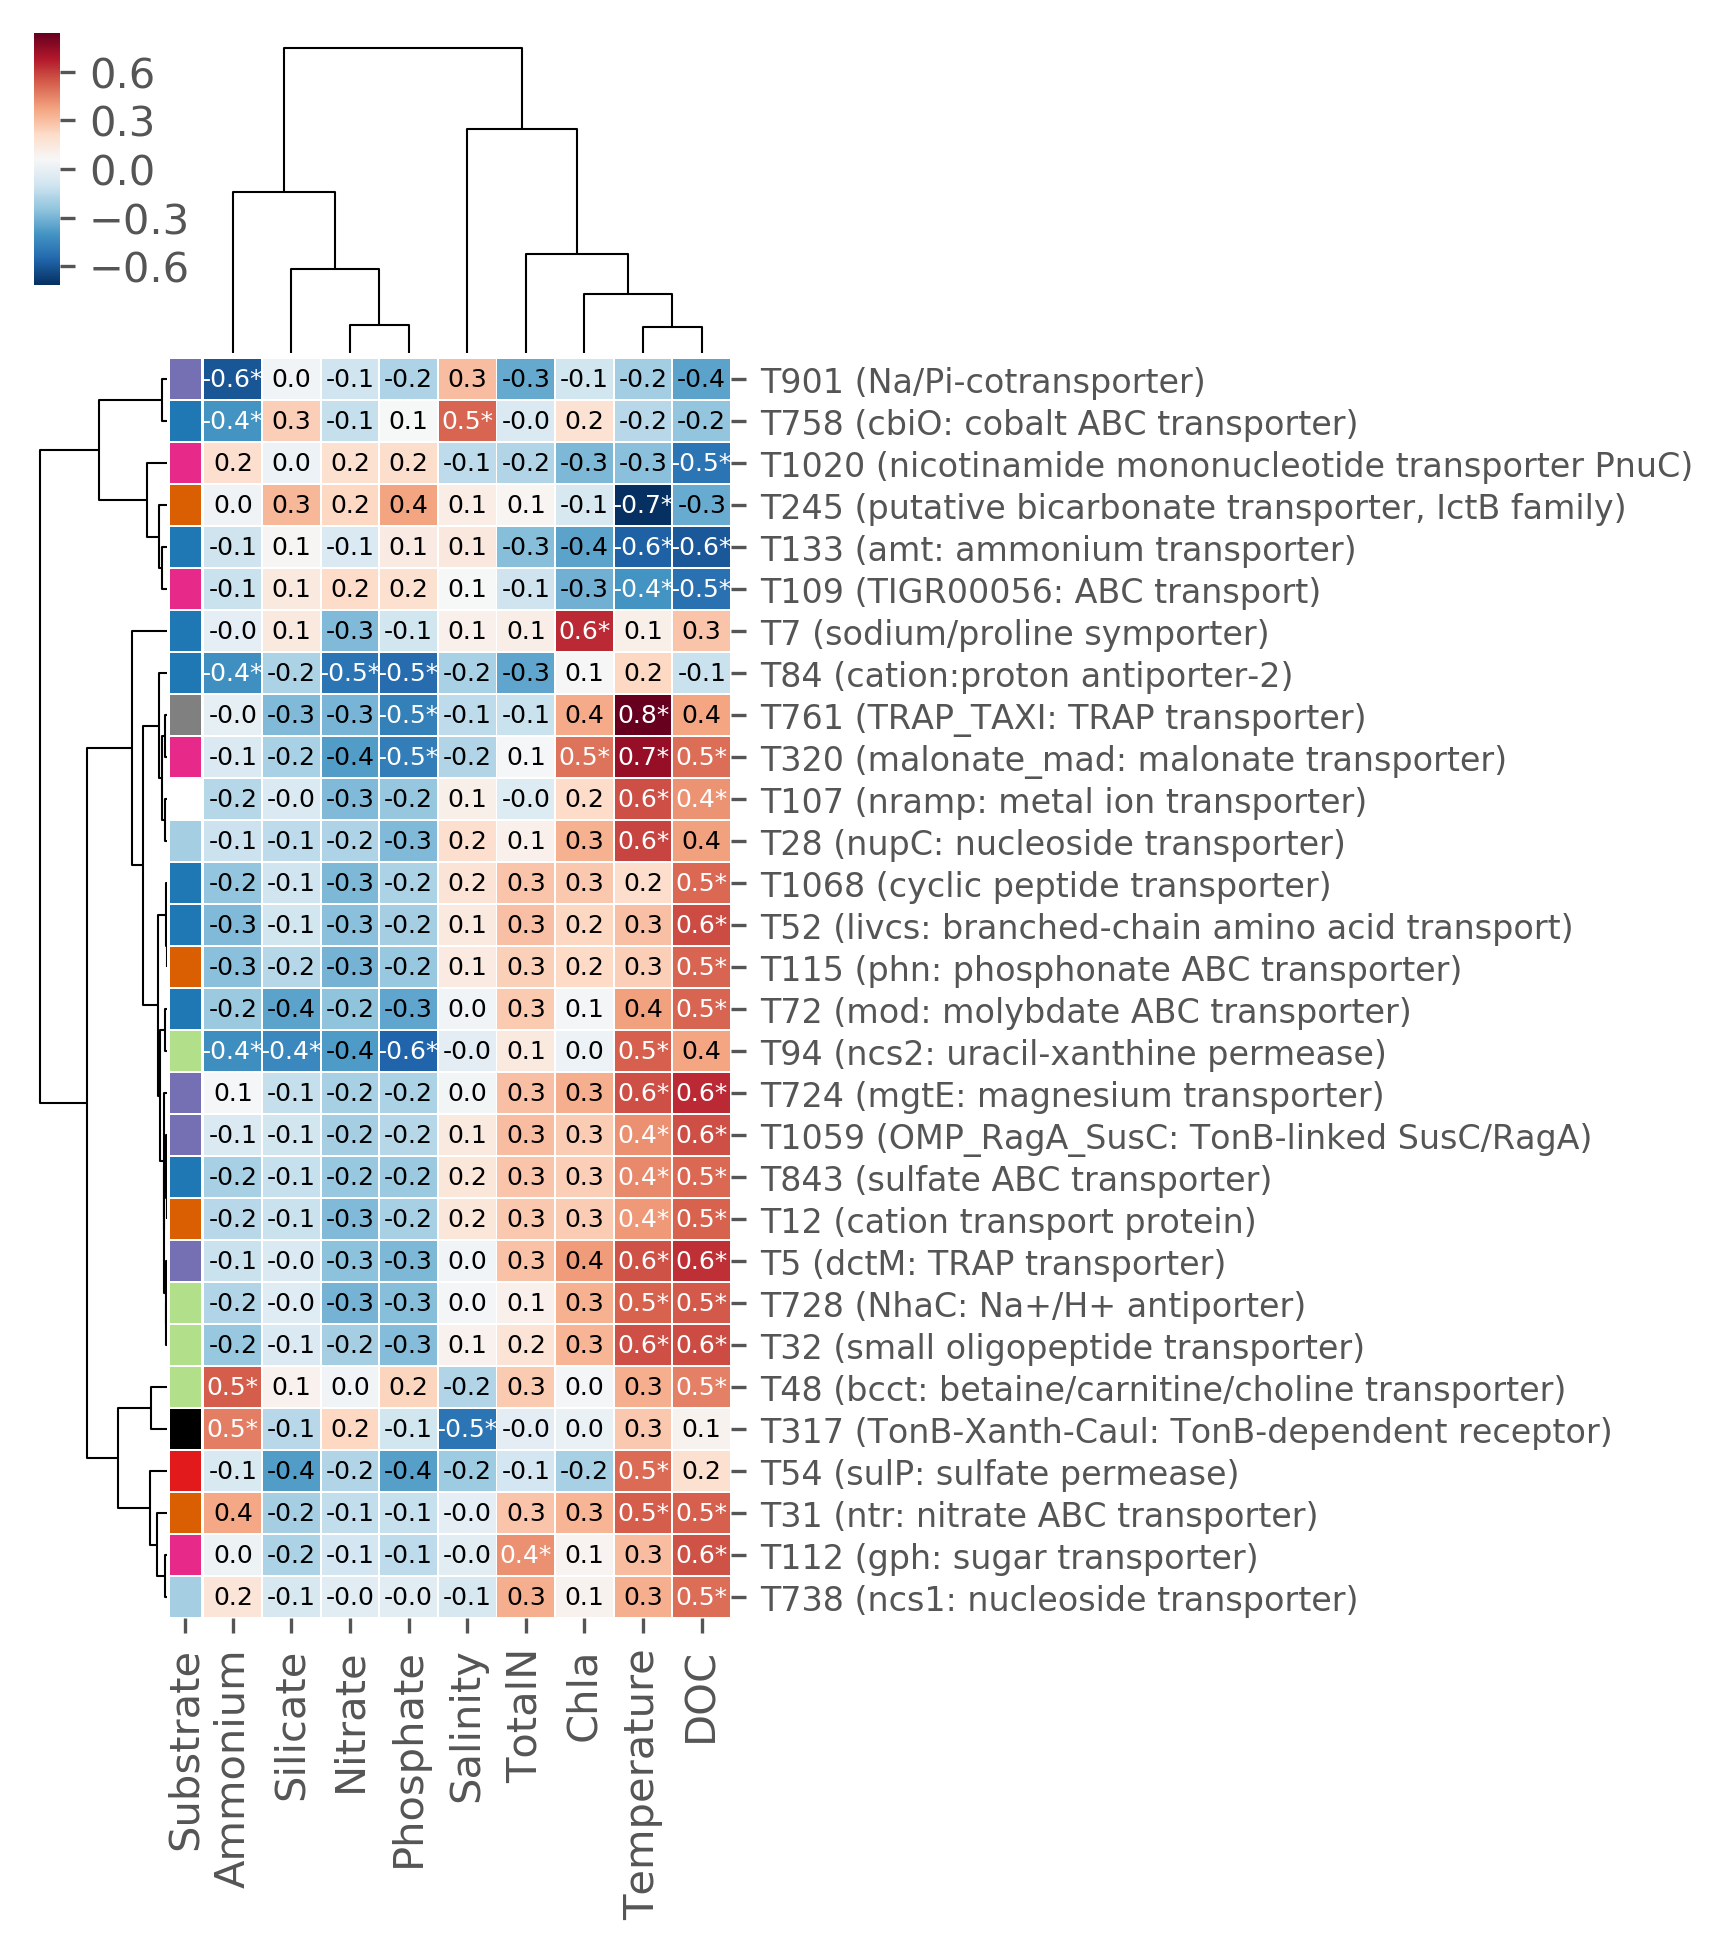 0.6
0.3
0.0
−0.3
−0.6
-0.6* 0.0 -0.1 -0.2 0.3 -0.3 -0.1 -0.2 -0.4 T901 (Na/Pi-cotransporter)
-0.4* 0.3 -0.1 0.1 0.5* -0.0 0.2 -0.2 -0.2 T758 (cbiO: cobalt ABC transporter)
0.2 0.0 0.2 0.2 -0.1 -0.2 -0.3 -0.3 -0.5* T1020 (nicotinamide mononucleotide transporter PnuC)
0.0 0.3 0.2 0.4 0.1 0.1 -0.1 -0.7* -0.3 T245 (putative bicarbonate transporter, IctB family)
-0.1 0.1 -0.1 0.1 0.1 -0.3 -0.4 -0.6* -0.6* T133 (amt: ammonium transporter)
-0.1 0.1 0.2 0.2 0.1 -0.1 -0.3 -0.4* -0.5* T109 (TIGR00056: ABC transport)
-0.0 0.1 -0.3 -0.1 0.1 0.1 0.6* 0.1 0.3 T7 (sodium/proline symporter)
-0.4* -0.2 -0.5* -0.5* -0.2 -0.3 0.1 0.2 -0.1 T84 (cation:proton antiporter-2)
-0.0 -0.3 -0.3 -0.5* -0.1 -0.1 0.4 0.8* 0.4 T761 (TRAP_TAXI: TRAP transporter)
-0.1 -0.2 -0.4 -0.5* -0.2 0.1 0.5* 0.7* 0.5* T320 (malonate_mad: malonate transporter)
-0.2 -0.0 -0.3 -0.2 0.1 -0.0 0.2 0.6* 0.4* T107 (nramp: metal ion transporter)
-0.1 -0.1 -0.2 -0.3 0.2 0.1 0.3 0.6* 0.4 T28 (nupC: nucleoside transporter)
-0.2 -0.1 -0.3 -0.2 0.2 0.3 0.3 0.2 0.5* T1068 (cyclic peptide transporter)
-0.3 -0.1 -0.3 -0.2 0.1 0.3 0.2 0.3 0.6* T52 (livcs: branched-chain amino acid transport)
-0.3 -0.2 -0.3 -0.2 0.1 0.3 0.2 0.3 0.5* T115 (phn: phosphonate ABC transporter)
-0.2 -0.4 -0.2 -0.3 0.0 0.3 0.1 0.4 0.5* T72 (mod: molybdate ABC transporter)
-0.4* -0.4* -0.4 -0.6* -0.0 0.1 0.0 0.5* 0.4 T94 (ncs2: uracil-xanthine permease)
0.1 -0.1 -0.2 -0.2 0.0 0.3 0.3 0.6* 0.6* T724 (mgtE: magnesium transporter)
-0.1 -0.1 -0.2 -0.2 0.1 0.3 0.3 0.4* 0.6* T1059 (OMP_RagA_SusC: TonB-linked SusC/RagA)
-0.2 -0.1 -0.2 -0.2 0.2 0.3 0.3 0.4* 0.5* T843 (sulfate ABC transporter)
-0.2 -0.1 -0.3 -0.2 0.2 0.3 0.3 0.4* 0.5* T12 (cation transport protein)
-0.1 -0.0 -0.3 -0.3 0.0 0.3 0.4 0.6* 0.6* T5 (dctM: TRAP transporter)
-0.2 -0.0 -0.3 -0.3 0.0 0.1 0.3 0.5* 0.5* T728 (NhaC: Na+/H+ antiporter)
-0.2 -0.1 -0.2 -0.3 0.1 0.2 0.3 0.6* 0.6* T32 (small oligopeptide transporter)
0.5* 0.1 0.0 0.2 -0.2 0.3 0.0 0.3 0.5* T48 (bcct: betaine/carnitine/choline transporter)
0.5* -0.1 0.2 -0.1 -0.5* -0.0 0.0 0.3 0.1 T317 (TonB-Xanth-Caul: TonB-dependent receptor)
-0.1 -0.4 -0.2 -0.4 -0.2 -0.1 -0.2 0.5* 0.2 T54 (sulP: sulfate permease)
0.4 -0.2 -0.1 -0.1 -0.0 0.3 0.3 0.5* 0.5* T31 (ntr: nitrate ABC transporter)
0.0 -0.2 -0.1 -0.1 -0.0 0.4* 0.1 0.3 0.6* T112 (gph: sugar transporter)
0.2 -0.1 -0.0 -0.0 -0.1 0.3 0.1 0.3 0.5* T738 (ncs1: nucleoside transporter)
Substrate
Ammonium
Silicate
Nitrate
Phosphate
Salinity
TotalN
Chla
Temperature
DOC